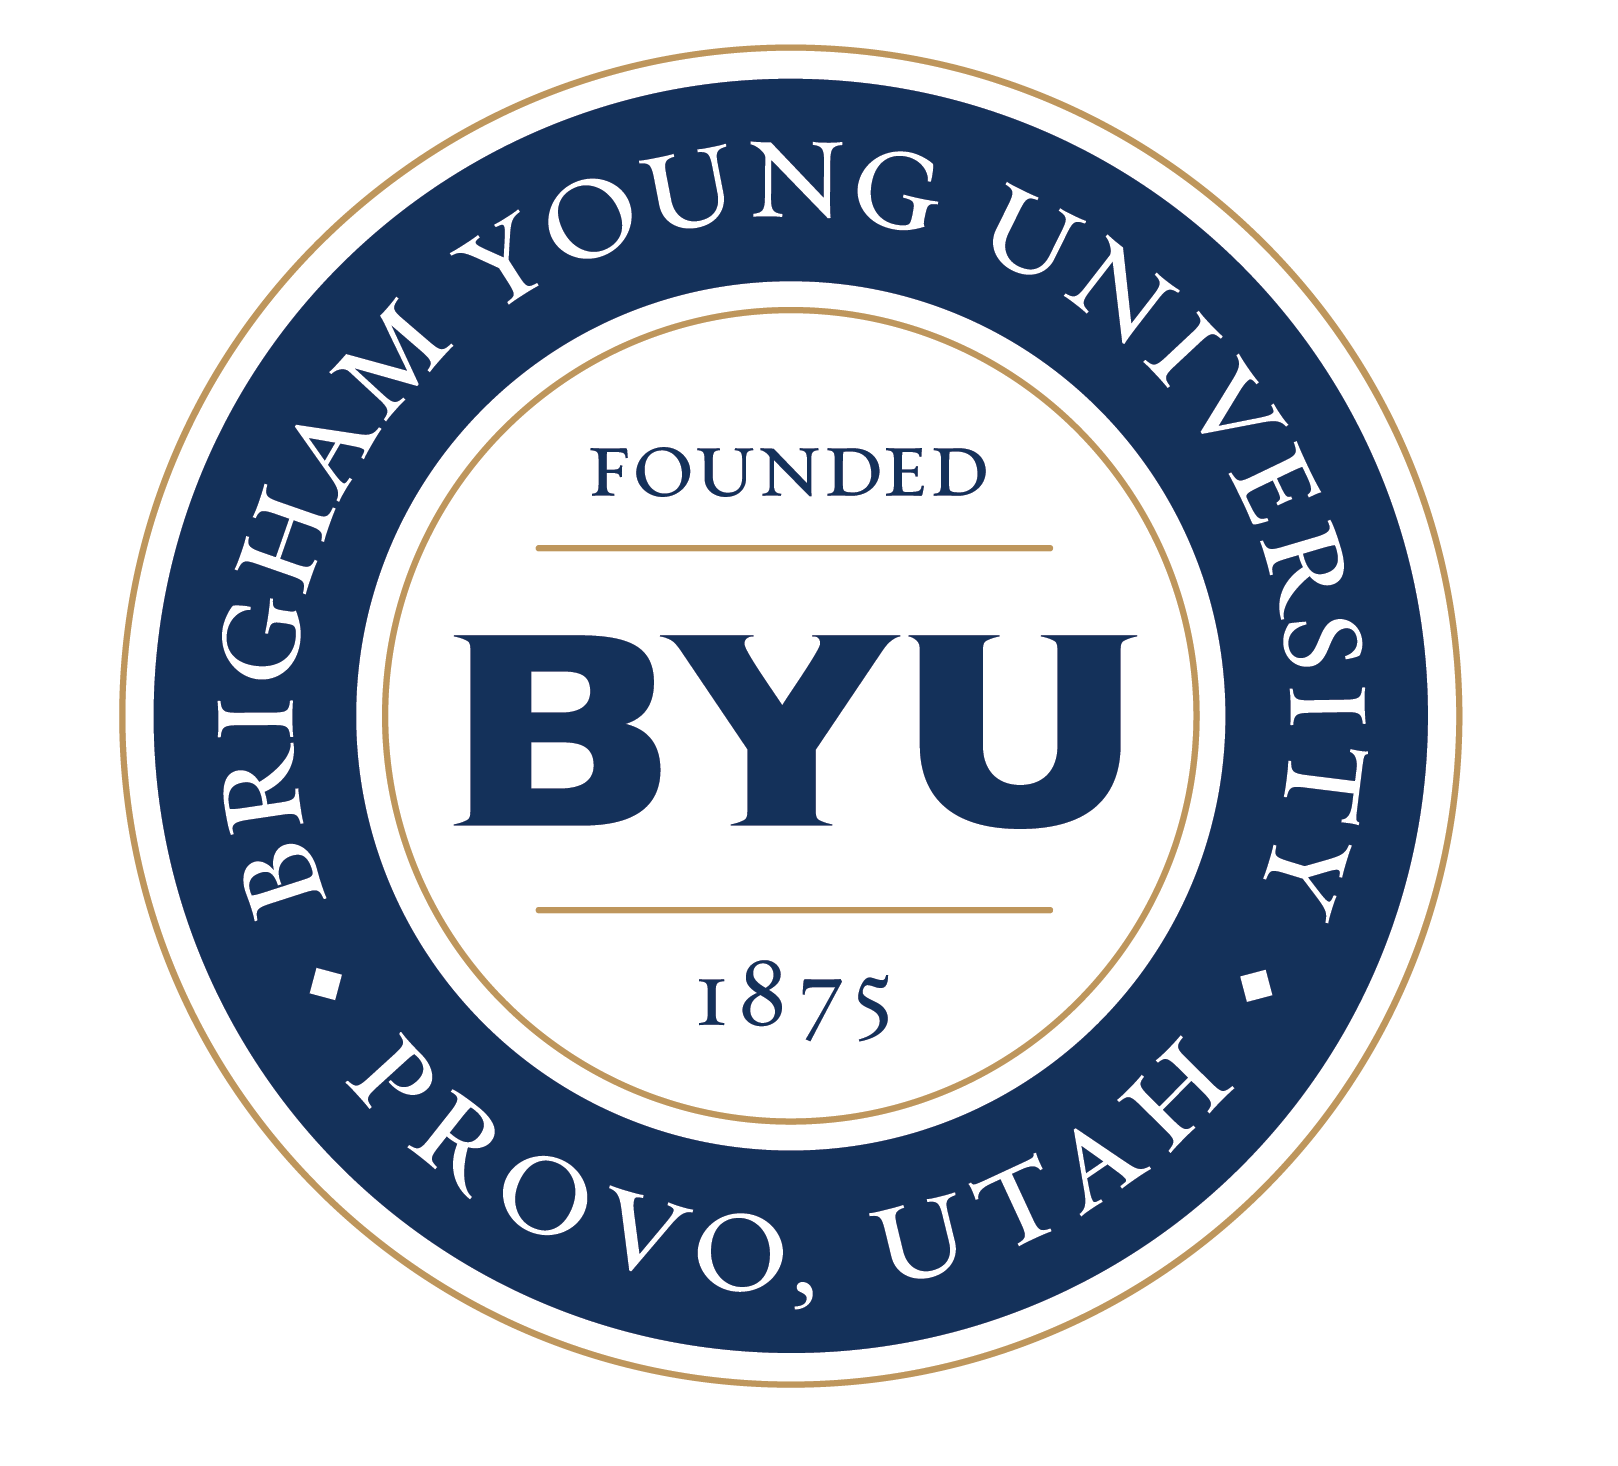 BRIGHAM YOUNG UNIVERSITY
FOUNDED
BYU
1875
PROVO, UTAH